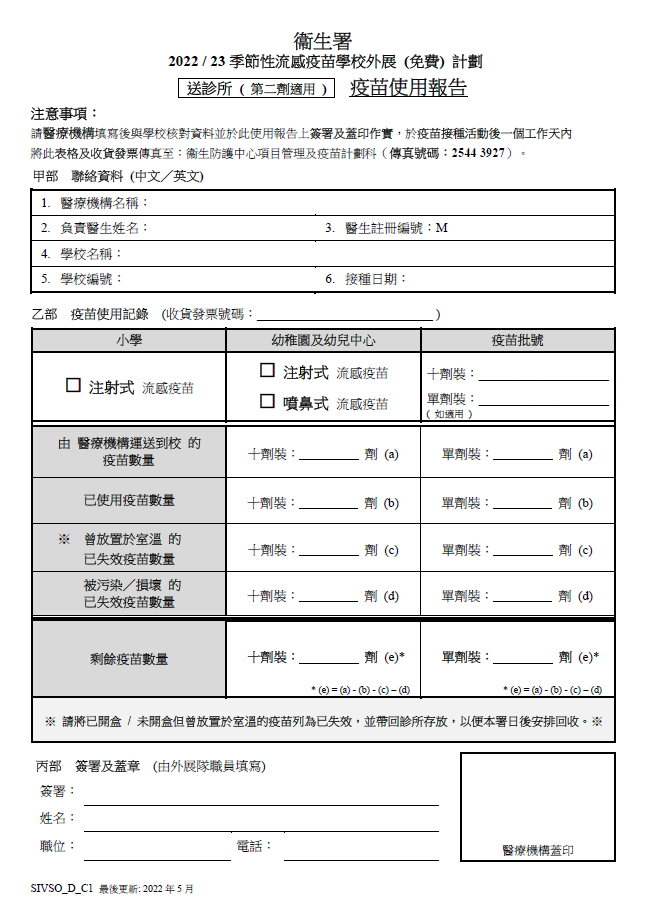 衞生署
2022 / 23 季節性流感疫苗學校外展 (免費) 計劃
送診所 ( 第二劑適用 ) 疫苗使用報告
注意事項：
請醫療機構填寫後與學校核對資料並於此使用報告上簽署及蓋印作實，於疫苗接種活動後一個工作天內
將此表格及收貨發票傳真至：衞生防護中心項目管理及疫苗計劃科（傳真號碼：2544 3927）。
甲部 聯絡資料 (中文／英文)
1. 醫療機構名稱：
2. 負責醫生姓名： 3. 醫生註冊編號：M
4. 學校名稱：
5. 學校編號： 6. 接種日期：
乙部 疫苗使用記錄 (收貨發票號碼：____________________ )
小學 幼稚園及幼兒中心 疫苗批號
☐ 注射式 流感疫苗 ☐ 注射式 流感疫苗 十劑裝：____________________
☐ 噴鼻式 流感疫苗 單劑裝：____________________
( 如適用 )
由 醫療機構運送到校 的 十劑裝：_________ 劑 (a) 單劑裝：_________ 劑 (a)
疫苗數量
已使用疫苗數量 十劑裝：_________ 劑 (b) 單劑裝：_________ 劑 (b)
※ 曾放置於室溫 的 十劑裝：_________ 劑 (c) 單劑裝：_________ 劑 (c)
已失效疫苗數量
被污染／損壞 的 十劑裝：_________ 劑 (d) 單劑裝：_________ 劑 (d)
已失效疫苗數量
剩餘疫苗數量 十劑裝：_________ 劑 (e)* 單劑裝：_________ 劑 (e)*
* (e) = (a) - (b) - (c) – (d) * (e) = (a) - (b) - (c) – (d)
※ 請將已開盒 / 未開盒但曾放置於室溫的疫苗列為已失效，並帶回診所存放，以便本署日後安排回收。※
丙部 簽署及蓋章 (由外展隊職員填寫)
簽署：
姓名：
職位： 電話：
醫療機構蓋印
SIVSO_D_C1 最後更新: 2022 年 5 月